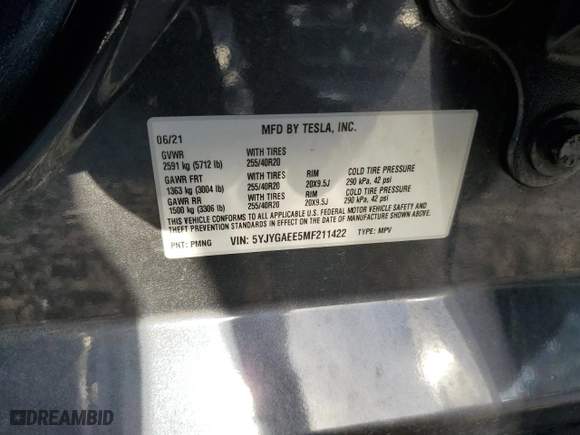 06/21 MFD BY TESLA, INC.
GVWR WITH TIRES
2591 kg (5712 lb) 255/40R20
GAWR FRT WITH TIRES RIM COLD TIRE PRESSURE
1363 kg (3004 lb) 255/40R20 20X9.5J 290 kPa, 42 psi
GAWR RR WITH TIRES RIM COLD TIRE PRESSURE
1500 kg (3306 lb) 255/40R20 20X9.5J 290 kPa, 42 psi
THIS VEHICLE CONFORMS TO ALL APPLICABLE U.S. FEDERAL MOTOR VEHICLE SAFETY AND
THEFT PREVENTION STANDARDS IN EFFECT ON THE DATE OF MANUFACTURE SHOWN ABOVE.
PNT: PMNG VIN: 5YJYGAEE5MF211422 TYPE: MPV
DREAMBID